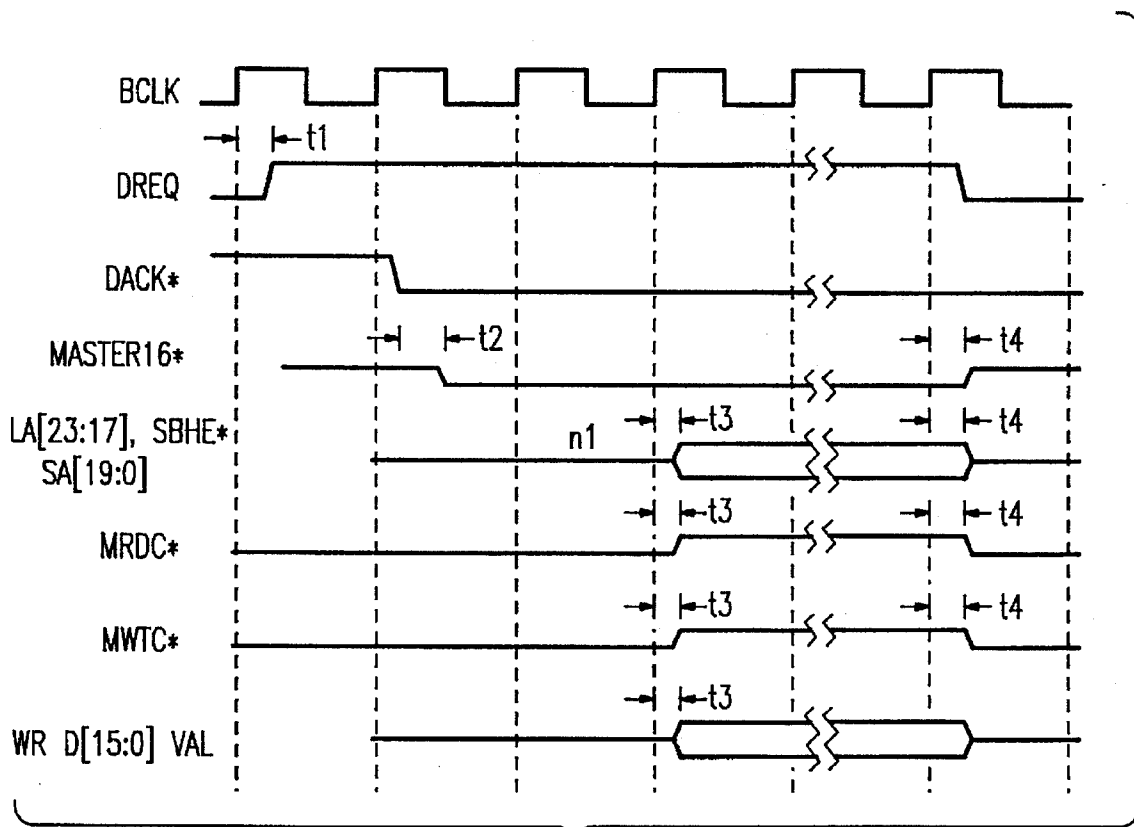 BCLK
t1
DREQ
DACK*
t2
t4
MASTER16*
t3
t4
LA[23:17], SBHE*
n1
SA[19:0]
t3
t4
MRDC*
t3
t4
MWTC*
t3
WR D[15:0] VAL